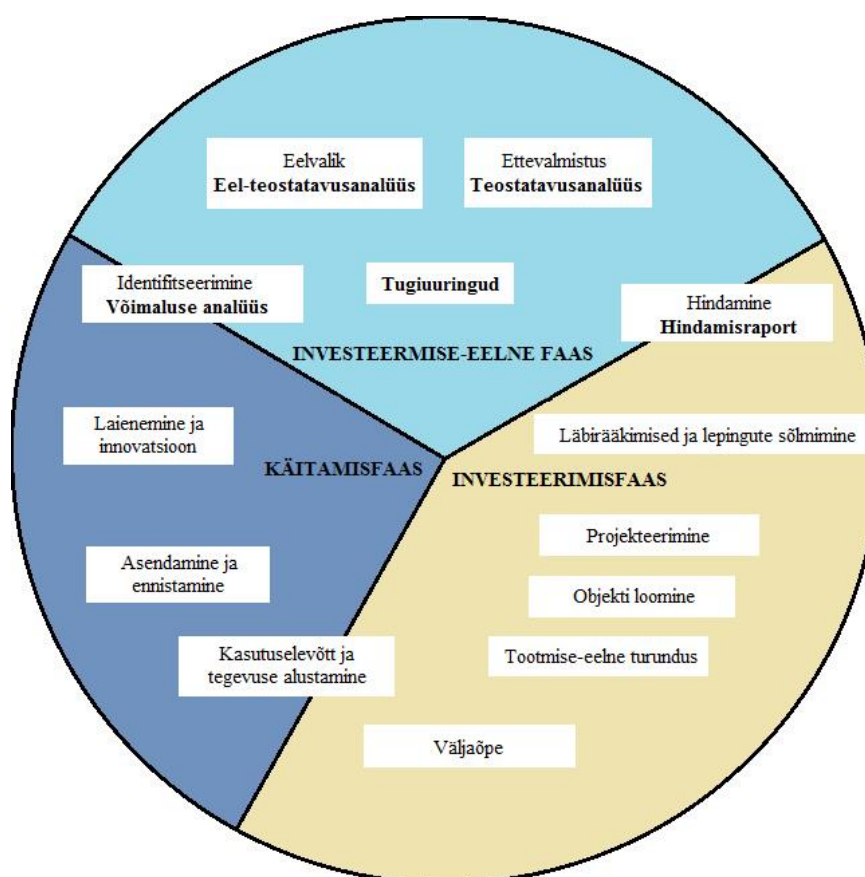 Eelvalik
Eel-teostatavusanalüüs
Ettevalmistus
Teostatavusanalüüs
Identifitseerimine
Võimaluse analüüs
Tugiuuringud
Hindamine
Hindamisraport
INVESTEERMISE-EELNE FAAS
Laienemine ja
innovatsioon
Läbirääkimised ja lepingute sõlmimine
KÄITAMISFAAS
INVESTEERIMISFAAS
Projekteerimine
Asendamine ja
ennistamine
Objekti loomine
Kasutuselevõtt ja
tegevuse alustamine
Tootmise-eelne turundus
Väljaõpe